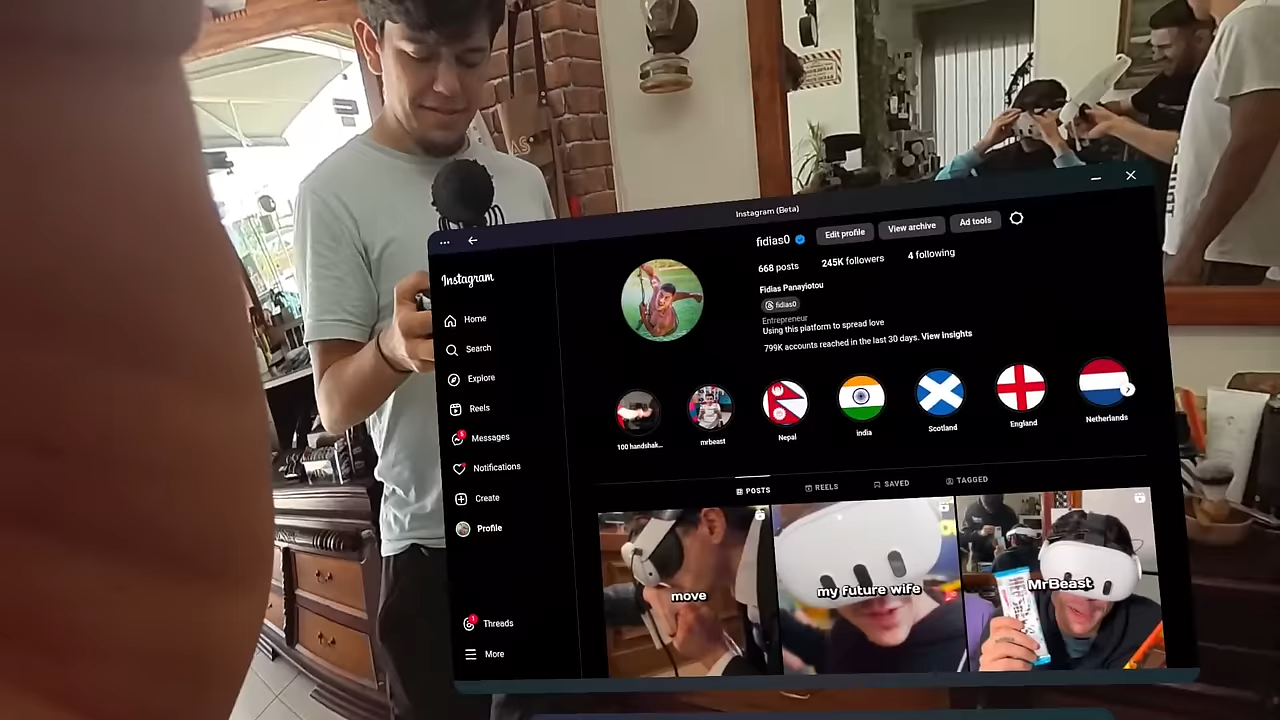 Instagram (Beta)
Instagram
Home
Search
Explore
Reels
Messages
Notifications
Create
Profile
Threads
More
fidias0
Edit profile
View archive
Ad tools
668 posts
245K followers
4 following
Fidias Panayiotou
fidias0
Entrepreneur
Using this platform to spread love
799K accounts reached in the last 30 days. View Insights
100 handshak...
mrbeast
Nepal
india
Scotland
England
Netherlands
POSTS
REELS
SAVED
TAGGED
move
my future wife
MrBeast